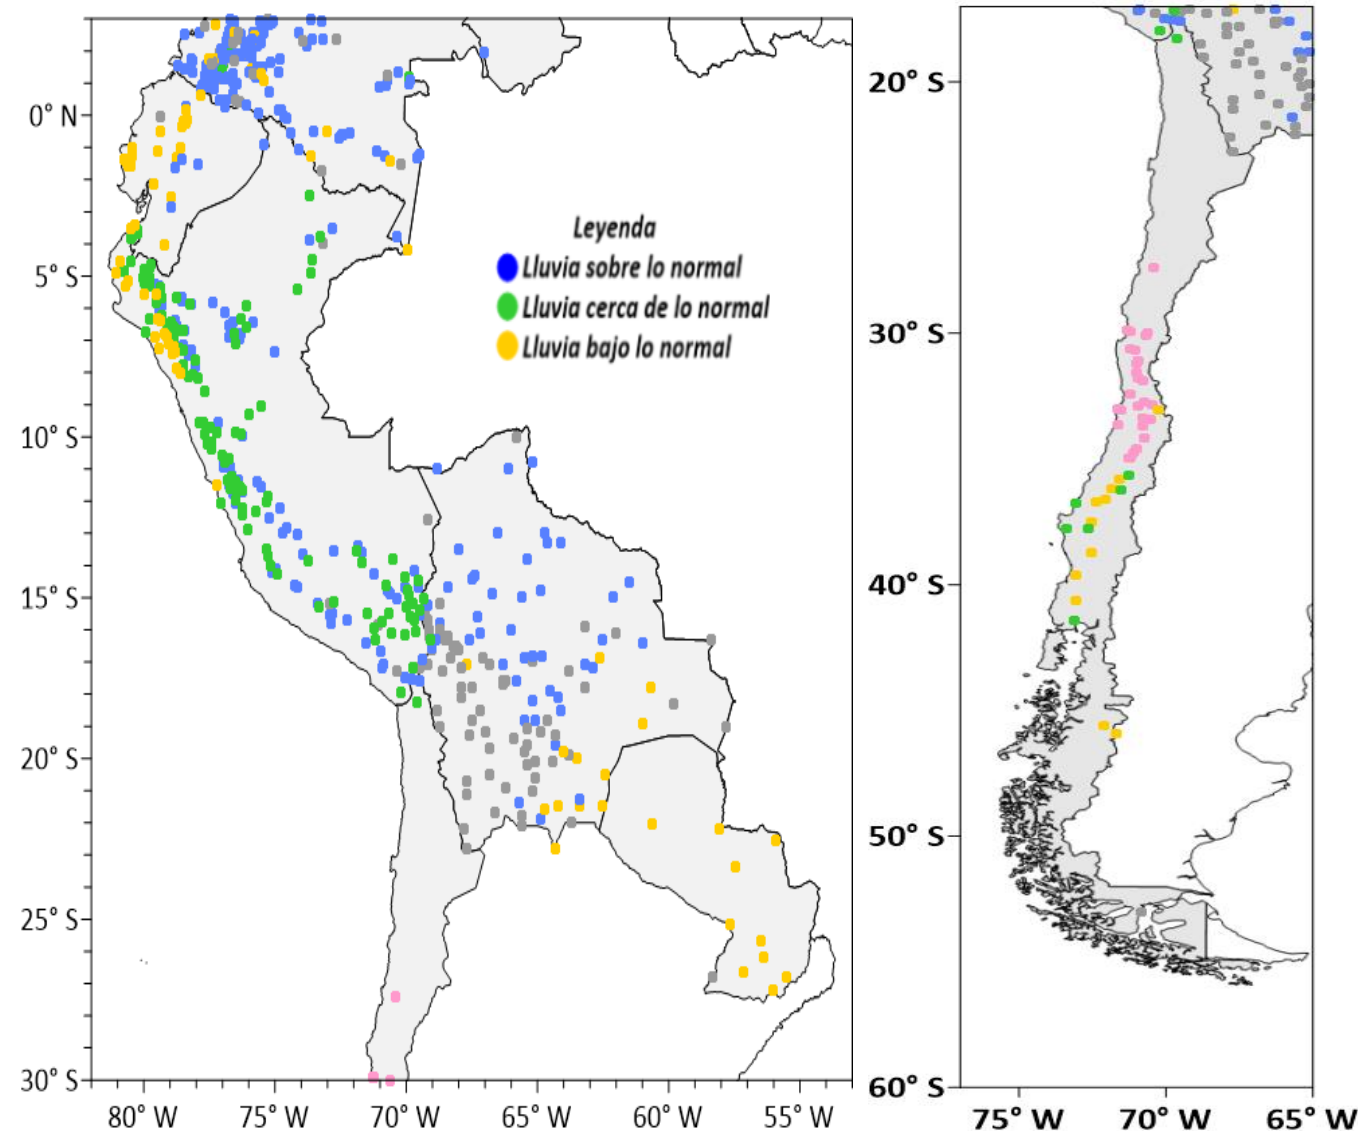 0° N
5° S
10° S
15° S
20° S
25° S
30° S
80° W
75° W
70° W
65° W
60° W
55° W
Leyenda
Lluvia sobre lo normal
Lluvia cerca de lo normal
Lluvia bajo lo normal
20° S
30° S
40° S
50° S
60° S
75° W
70° W
65° W